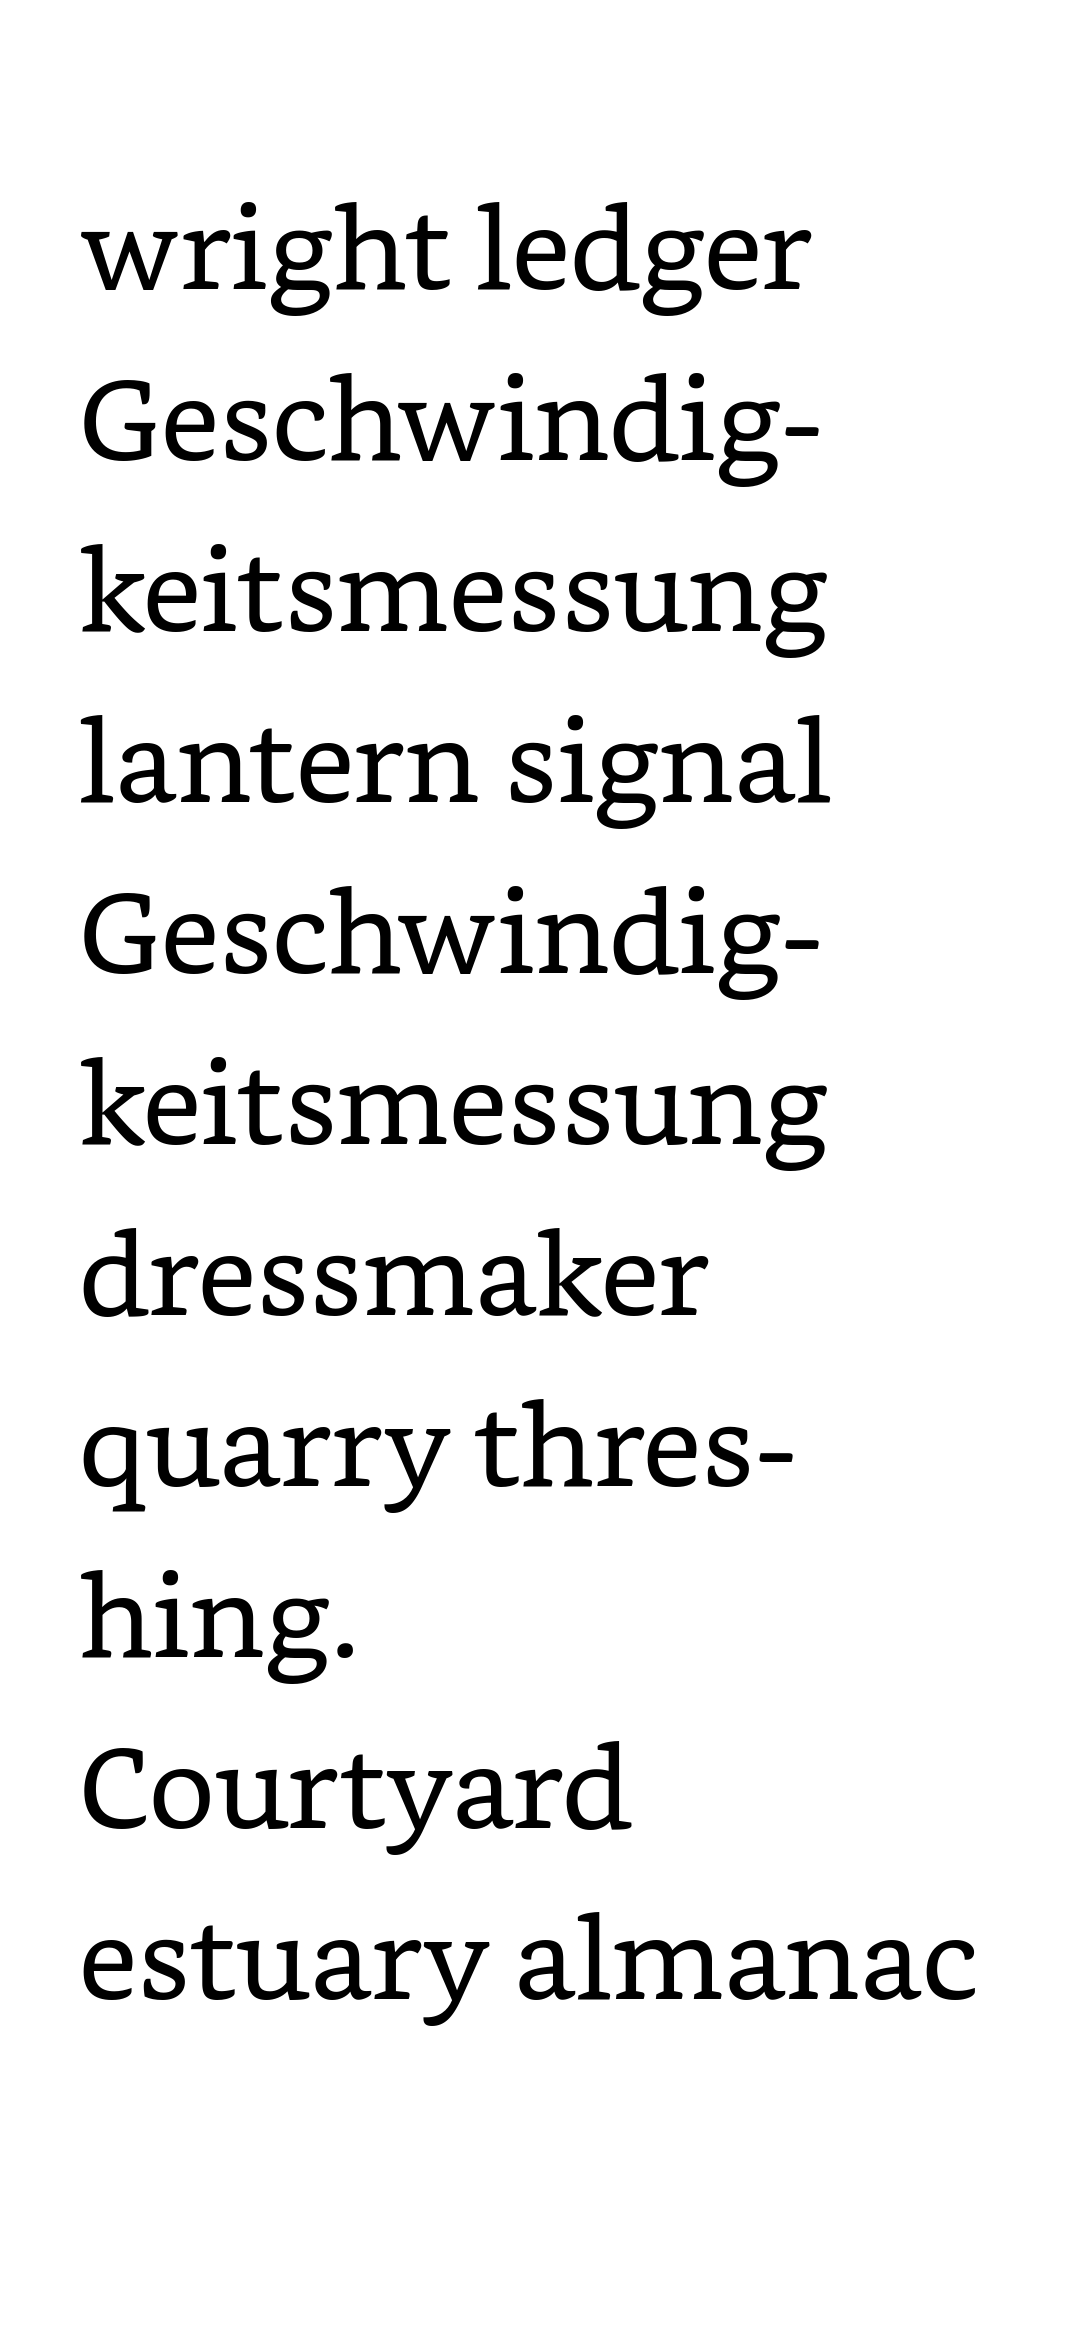 wright ledger
Geschwindig-
keitsmessung
lantern signal
Geschwindig-
keitsmessung
dressmaker
quarry thres-
hing.
Courtyard
estuary almanac